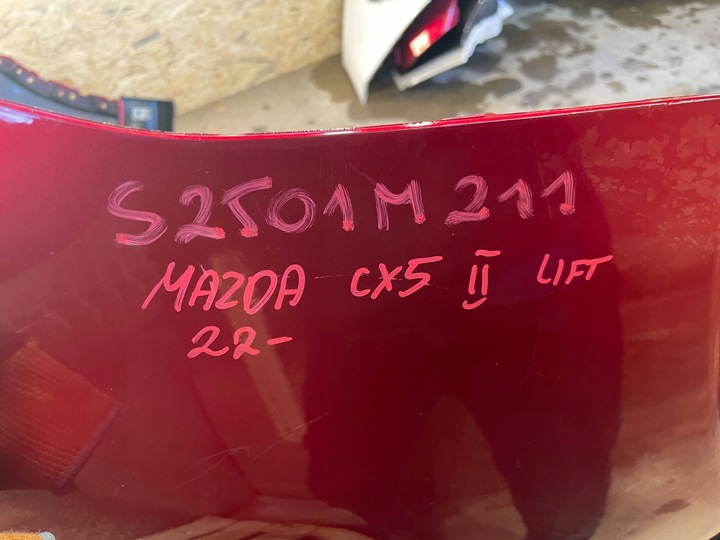 S2501M211
MAZDA CX5 II LIFT
22-